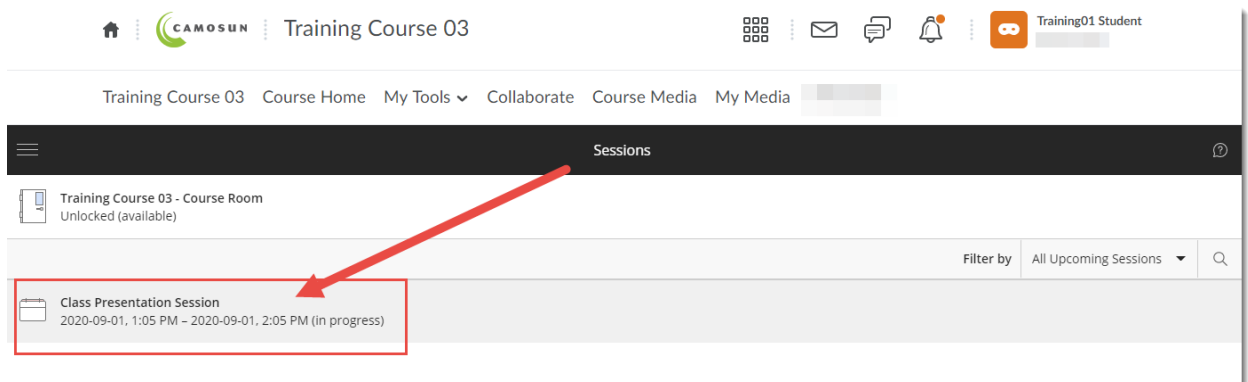 CAMOSUN Training Course 03 Training01 Student
Training Course 03 Course Home My Tools Collaborate Course Media My Media
Sessions
Training Course 03 - Course Room
Unlocked (available)
Filter by All Upcoming Sessions
Class Presentation Session
2020-09-01, 1:05 PM – 2020-09-01, 2:05 PM (in progress)